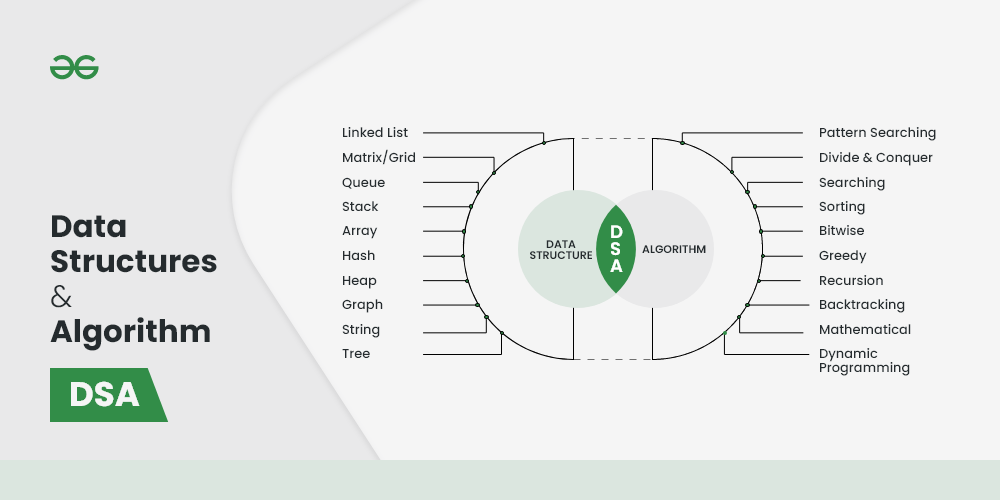 Data
Structures
&
Algorithm
DSA
Linked List
Matrix/Grid
Queue
Stack
Array
Hash
Heap
Graph
String
Tree
DATA
STRUCTURE
D
S
A
ALGORITHM
Pattern Searching
Divide & Conquer
Searching
Sorting
Bitwise
Greedy
Recursion
Backtracking
Mathematical
Dynamic
Programming